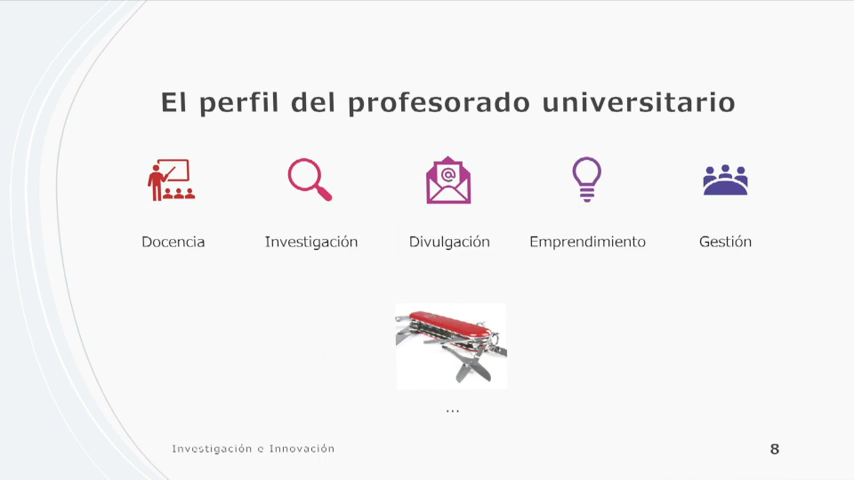 El perfil del profesorado universitario
@
Docencia
Investigación
Divulgación
Emprendimiento
Gestión
...
Investigación e Innovación
8